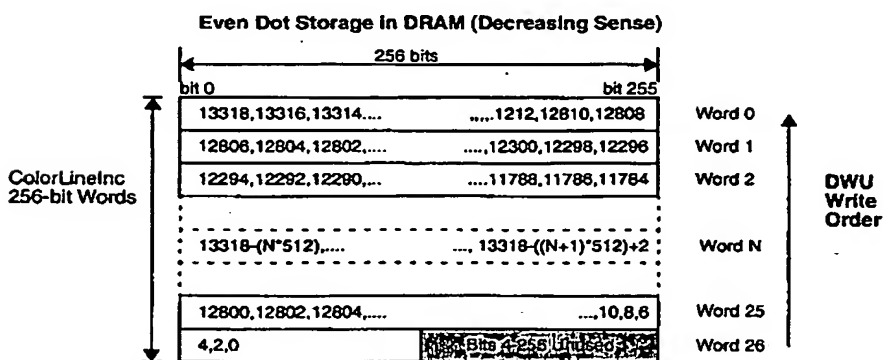 Even Dot Storage in DRAM (Decreasing Sense)
256 bits
bit 0 bit 255
13318,13316,13314.... ,,...1212,12810,12808 Word 0
12806,12804,12802,.... ....,12300,12298,12296 Word 1
12294,12292,12290,... ....11788,11786,11784 Word 2
ColorLineInc
256-bit Words
DWU
Write
Order
13318-(N*512),.... ..., 13318-((N+1)*512)+2 Word N
12800,12802,12804,.... ...,10,8,6 Word 25
4,2,0 Bits 4-255 Unused Word 26